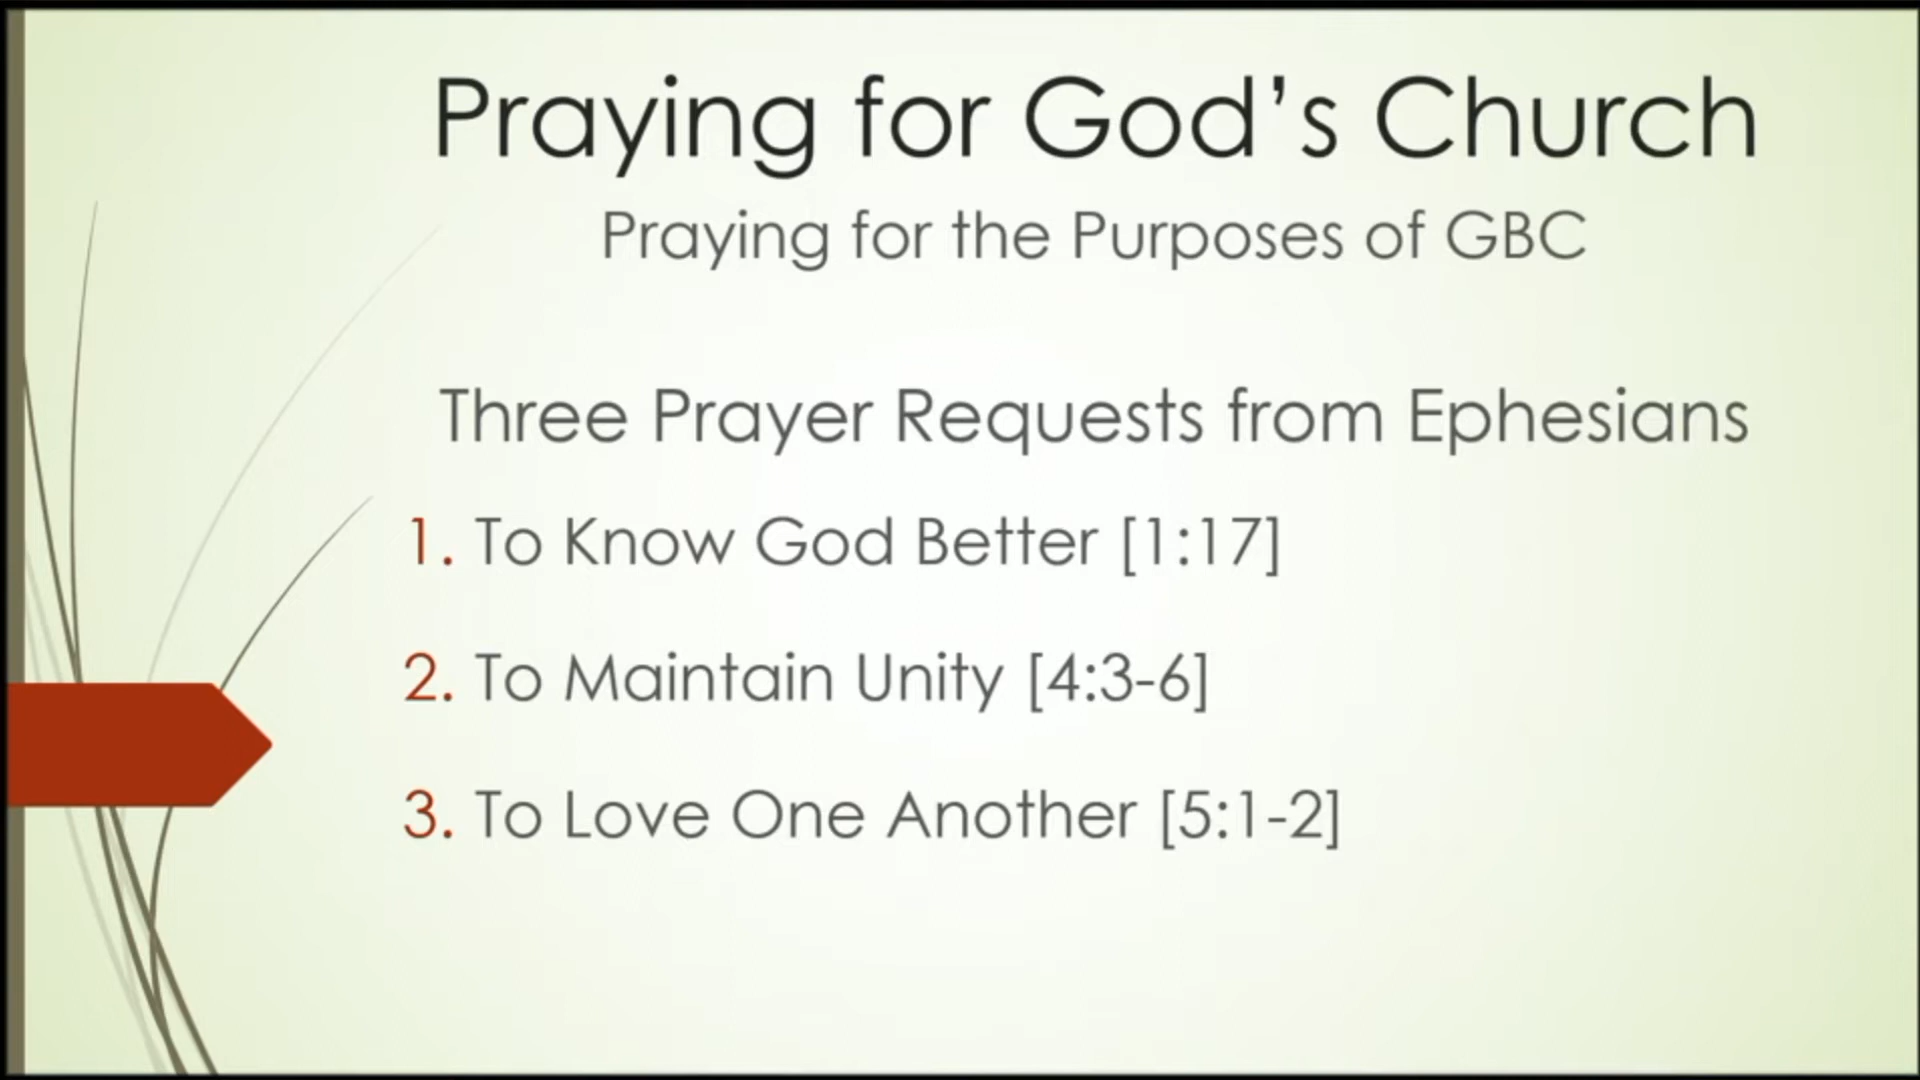 Praying for God’s Church
Praying for the Purposes of GBC
Three Prayer Requests from Ephesians
1. To Know God Better [1:17]
2. To Maintain Unity [4:3-6]
3. To Love One Another [5:1-2]